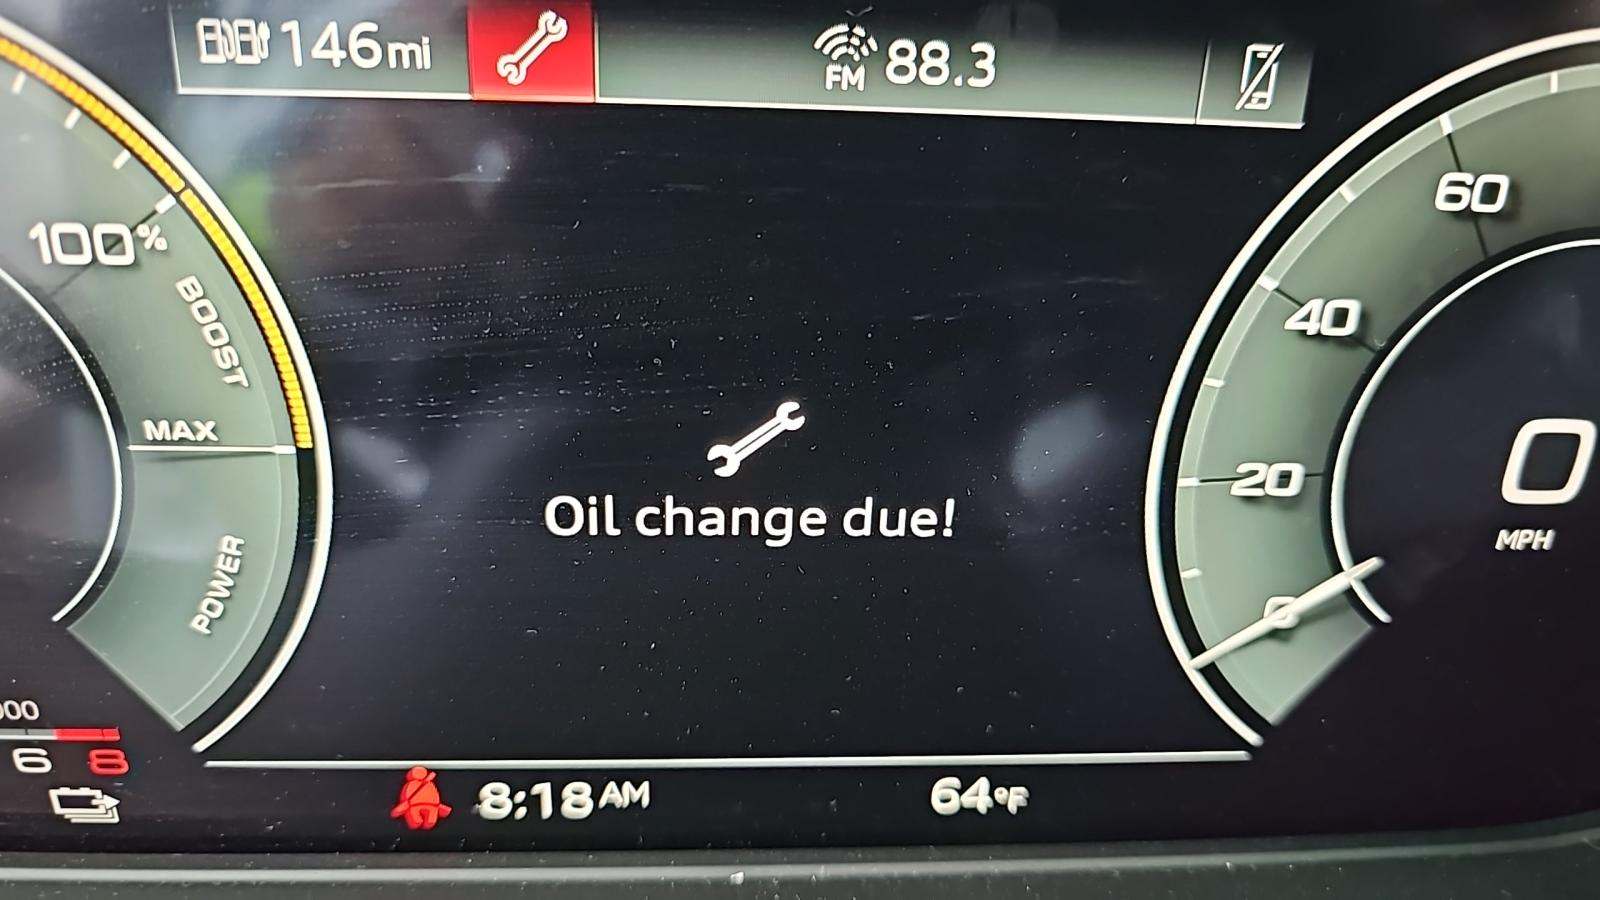 146mi
FM 88.3
100%
BOOST
MAX
POWER
000
6 8
60
40
20
0
0
MPH
Oil change due!
8:18 AM
64°F